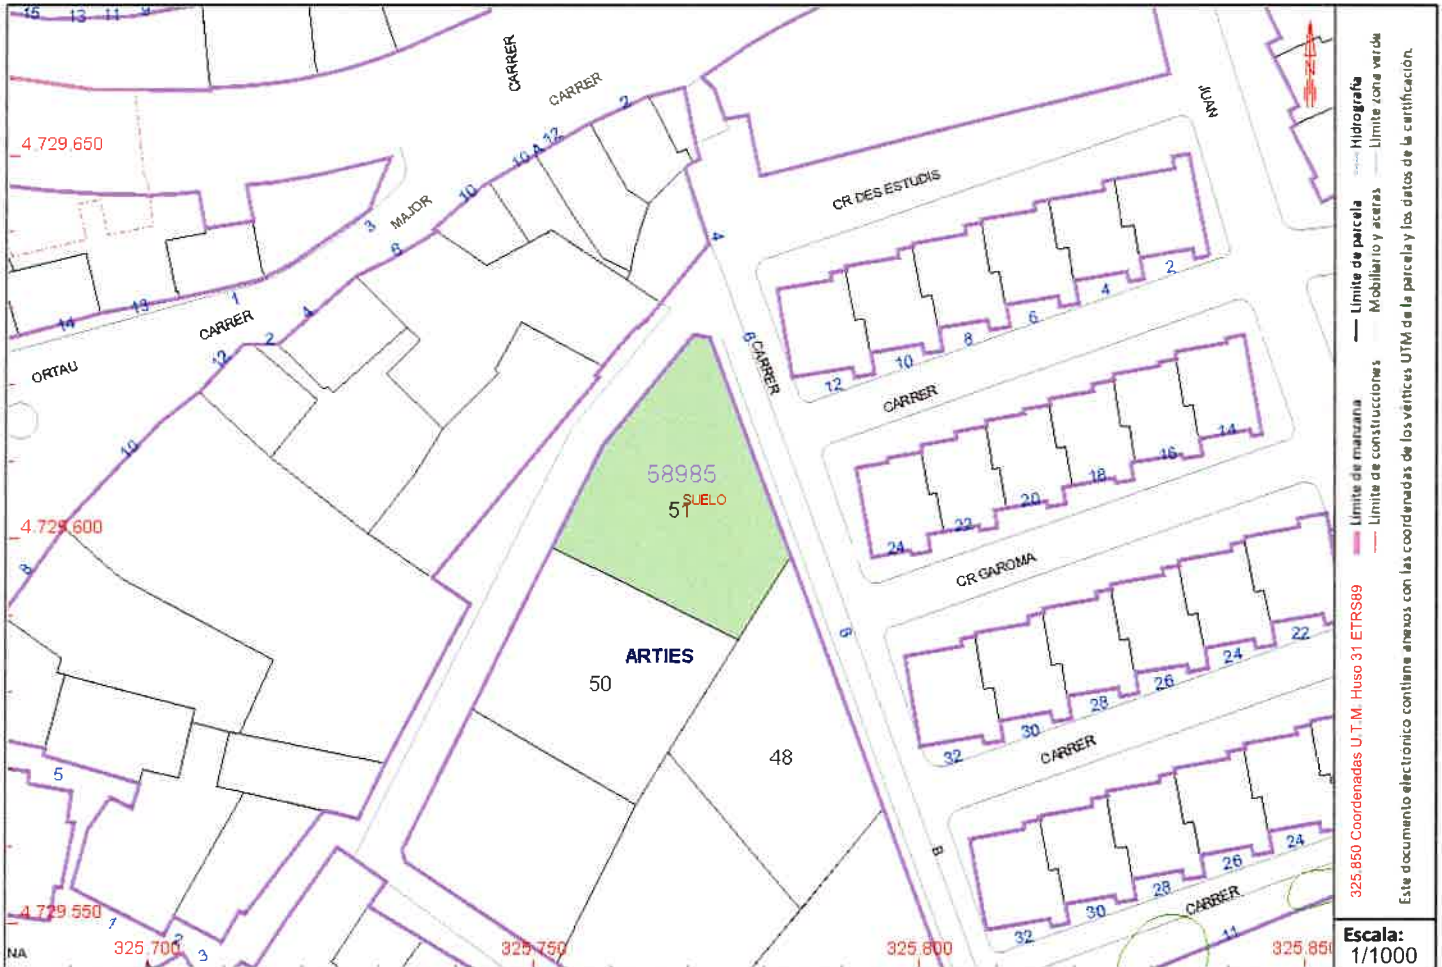 15 13 11 9
CARRER
CARRER
2
JUAN
4.729.650
10 A 12
10
MAJOR
3
6
4
CR DES ESTUDIS
2
4
6
8
10
12
1
13
14
CARRER
4
2
12
ORTAU
6
CARRER
CARRER
14
16
18
20
22
24
10
58985
SUELO
51
4.729.600
8
CR GAROMA
6
22
24
26
28
30
32
ARTIES
50
48
CARRER
5
8
24
26
28
30
32
CARRER
11
4.729.550
1
2
3
NA
325.700
325.750
325.800
325.850
325.850 Coordenadas U.T.M. Huso 31 ETRS89
Límite de manzana
Límite de parcela
Hidrografía
Límite de construcciones
Mobiliario y aceras
Límite zona verde
Este documento electrónico contiene anexos con las coordenadas de los vértices UTM de la parcela y los datos de la certificación.
Escala:
1/1000